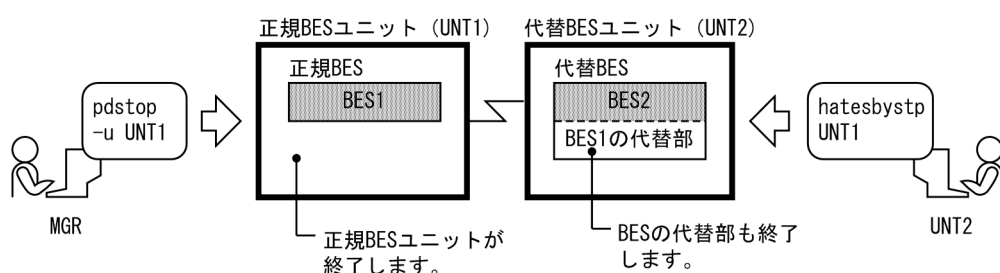 正規BESユニット（UNT1）
代替BESユニット（UNT2）
正規BES
代替BES
pdstop
-u UNT1
BES1
BES2
BES1の代替部
hatesbystp
UNT1
MGR
UNT2
正規BESユニットが
終了します。
BESの代替部も終了
します。